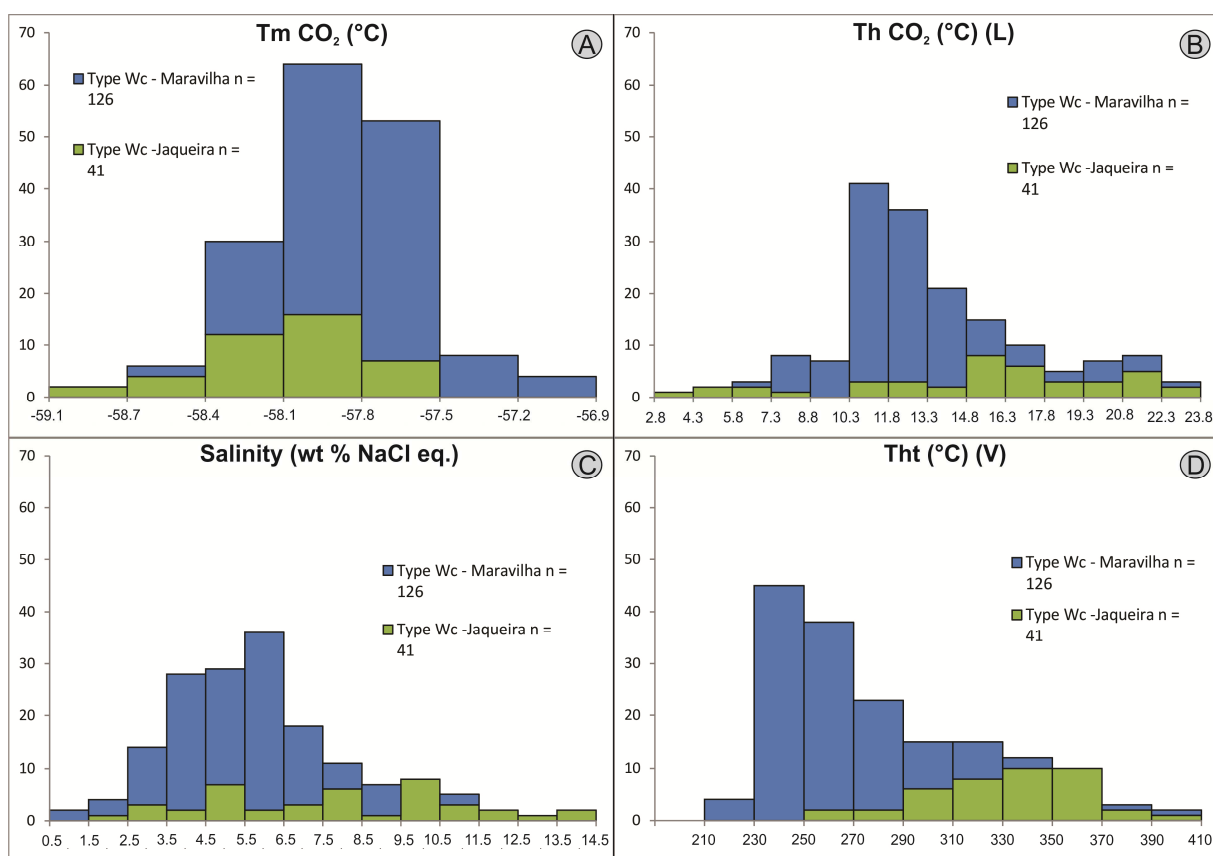 Tm CO₂ (°C)
A
70
60
50
40
30
20
10
0
Type Wc - Maravilha n =
126
Type Wc -Jaqueira n =
41
-59.1 -58.7 -58.4 -58.1 -57.8 -57.5 -57.2 -56.9
Th CO₂ (°C) (L)
B
70
60
50
40
30
20
10
0
Type Wc - Maravilha n =
126
Type Wc -Jaqueira n =
41
2.8 4.3 5.8 7.3 8.8 10.3 11.8 13.3 14.8 16.3 17.8 19.3 20.8 22.3 23.8
Salinity (wt % NaCl eq.)
C
70
60
50
40
30
20
10
0
Type Wc - Maravilha n =
126
Type Wc -Jaqueira n =
41
0.5 1.5 2.5 3.5 4.5 5.5 6.5 7.5 8.5 9.5 10.5 11.5 12.5 13.5 14.5
Tht (°C) (V)
D
70
60
50
40
30
20
10
0
Type Wc - Maravilha n =
126
Type Wc -Jaqueira n =
41
210 230 250 270 290 310 330 350 370 390 410